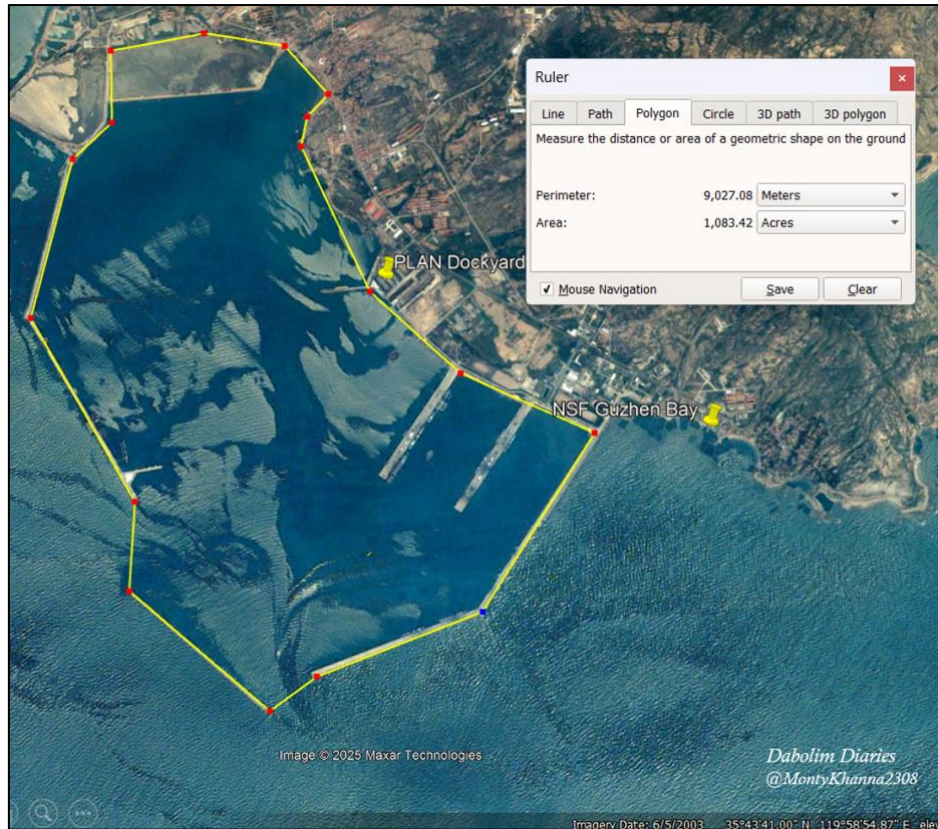 Ruler
Line Path Polygon Circle 3D path 3D polygon
Measure the distance or area of a geometric shape on the ground
Perimeter: 9,027.08 Meters
Area: 1,083.42 Acres
Mouse Navigation Save Clear
PLAN Dockyard
NSF Guzhen Bay
Image © 2025 Maxar Technologies
Dabolim Diaries
@MontyKhanna2308
Imagery Date: 6/5/2003 35°43'41.00" N 119°58'54.87" E elev